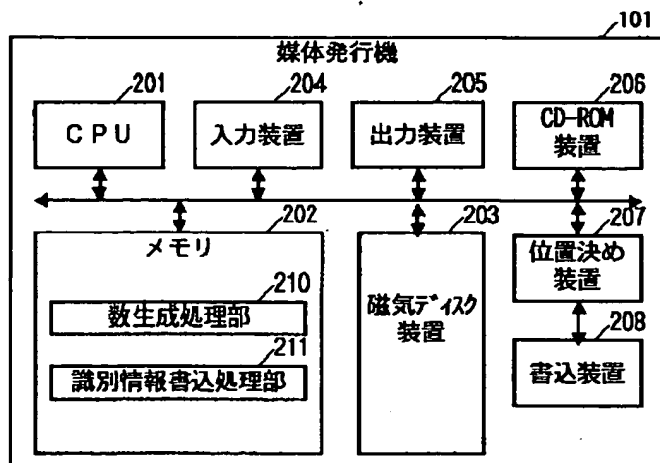 101
媒体発行機
201
204
205
206
CPU
入力装置
出力装置
CD-ROM
装置
202
203
207
メモリ
位置決め
装置
210
数生成処理部
磁気ディスク
装置
208
211
識別情報書込処理部
書込装置